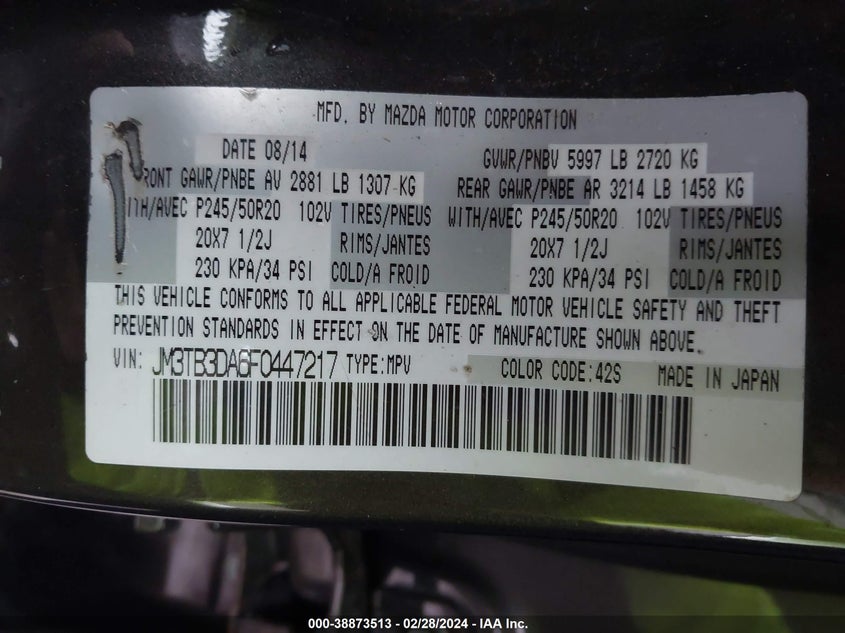 MFD. BY MAZDA MOTOR CORPORATION
DATE 08/14 GVWR/PNBV 5997 LB 2720 KG
RONT GAWR/PNBE AV 2881 LB 1307 KG REAR GAWR/PNBE AR 3214 LB 1458 KG
WITH/AVEC P245/50R20 102V TIRES/PNEUS WITH/AVEC P245/50R20 102V TIRES/PNEUS
20X7 1/2J RIMS/JANTES 20X7 1/2J RIMS/JANTES
230 KPA/34 PSI COLD/A FROID 230 KPA/34 PSI COLD/A FROID
THIS VEHICLE CONFORMS TO ALL APPLICABLE FEDERAL MOTOR VEHICLE SAFETY AND THEFT
PREVENTION STANDARDS IN EFFECT ON THE DATE OF MANUFACTURE SHOWN ABOVE.
VIN: JM3TB3DA6F0447217 TYPE:MPV COLOR CODE:42S MADE IN JAPAN
000-38873513 - 02/28/2024 - IAA Inc.